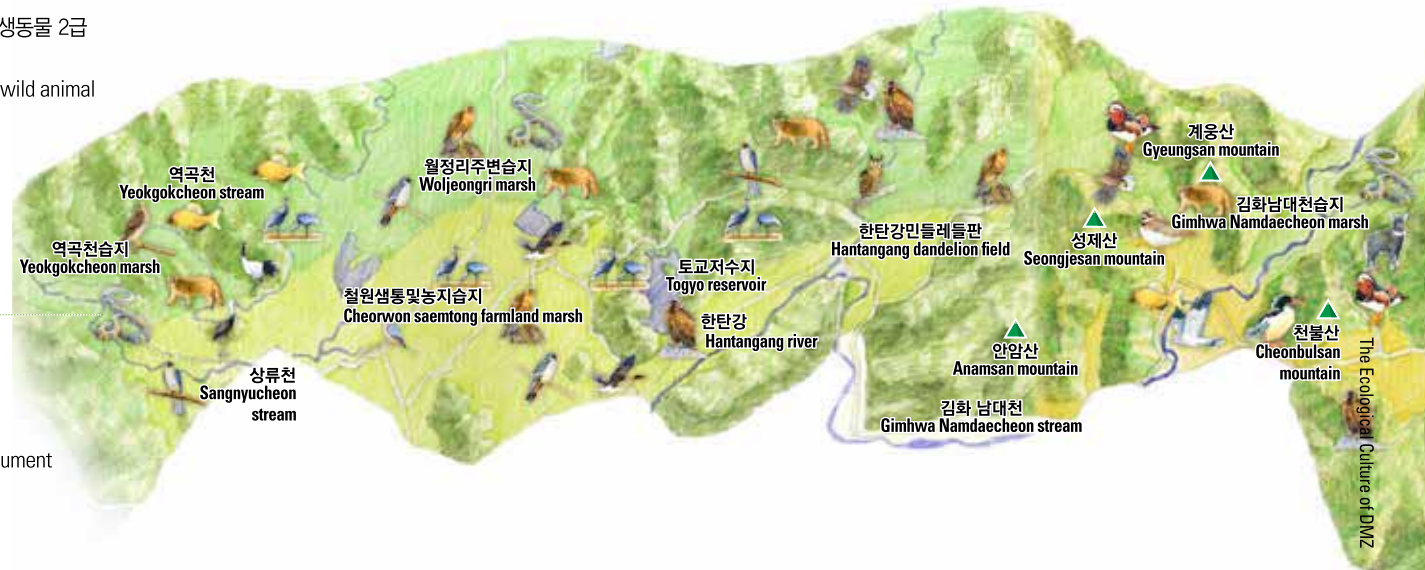 생동물 2급
wild animal
역곡천
Yeokgokcheon stream
역곡천습지
Yeokgokcheon marsh
월정리주변습지
Woljeongri marsh
철원샘통및농지습지
Cheorwon saemtong farmland marsh
상류천
Sangnyucheon
stream
토교저수지
Togyo reservoir
한탄강
Hantangang river
한탄강민들레들판
Hantangang dandelion field
계웅산
Gyeungsan mountain
성제산
Seongjesan mountain
김화남대천습지
Gimhwa Namdaecheon marsh
안암산
Anamsan mountain
김화 남대천
Gimhwa Namdaecheon stream
천불산
Cheonbulsan
mountain
ument
The Ecological Culture of DMZ